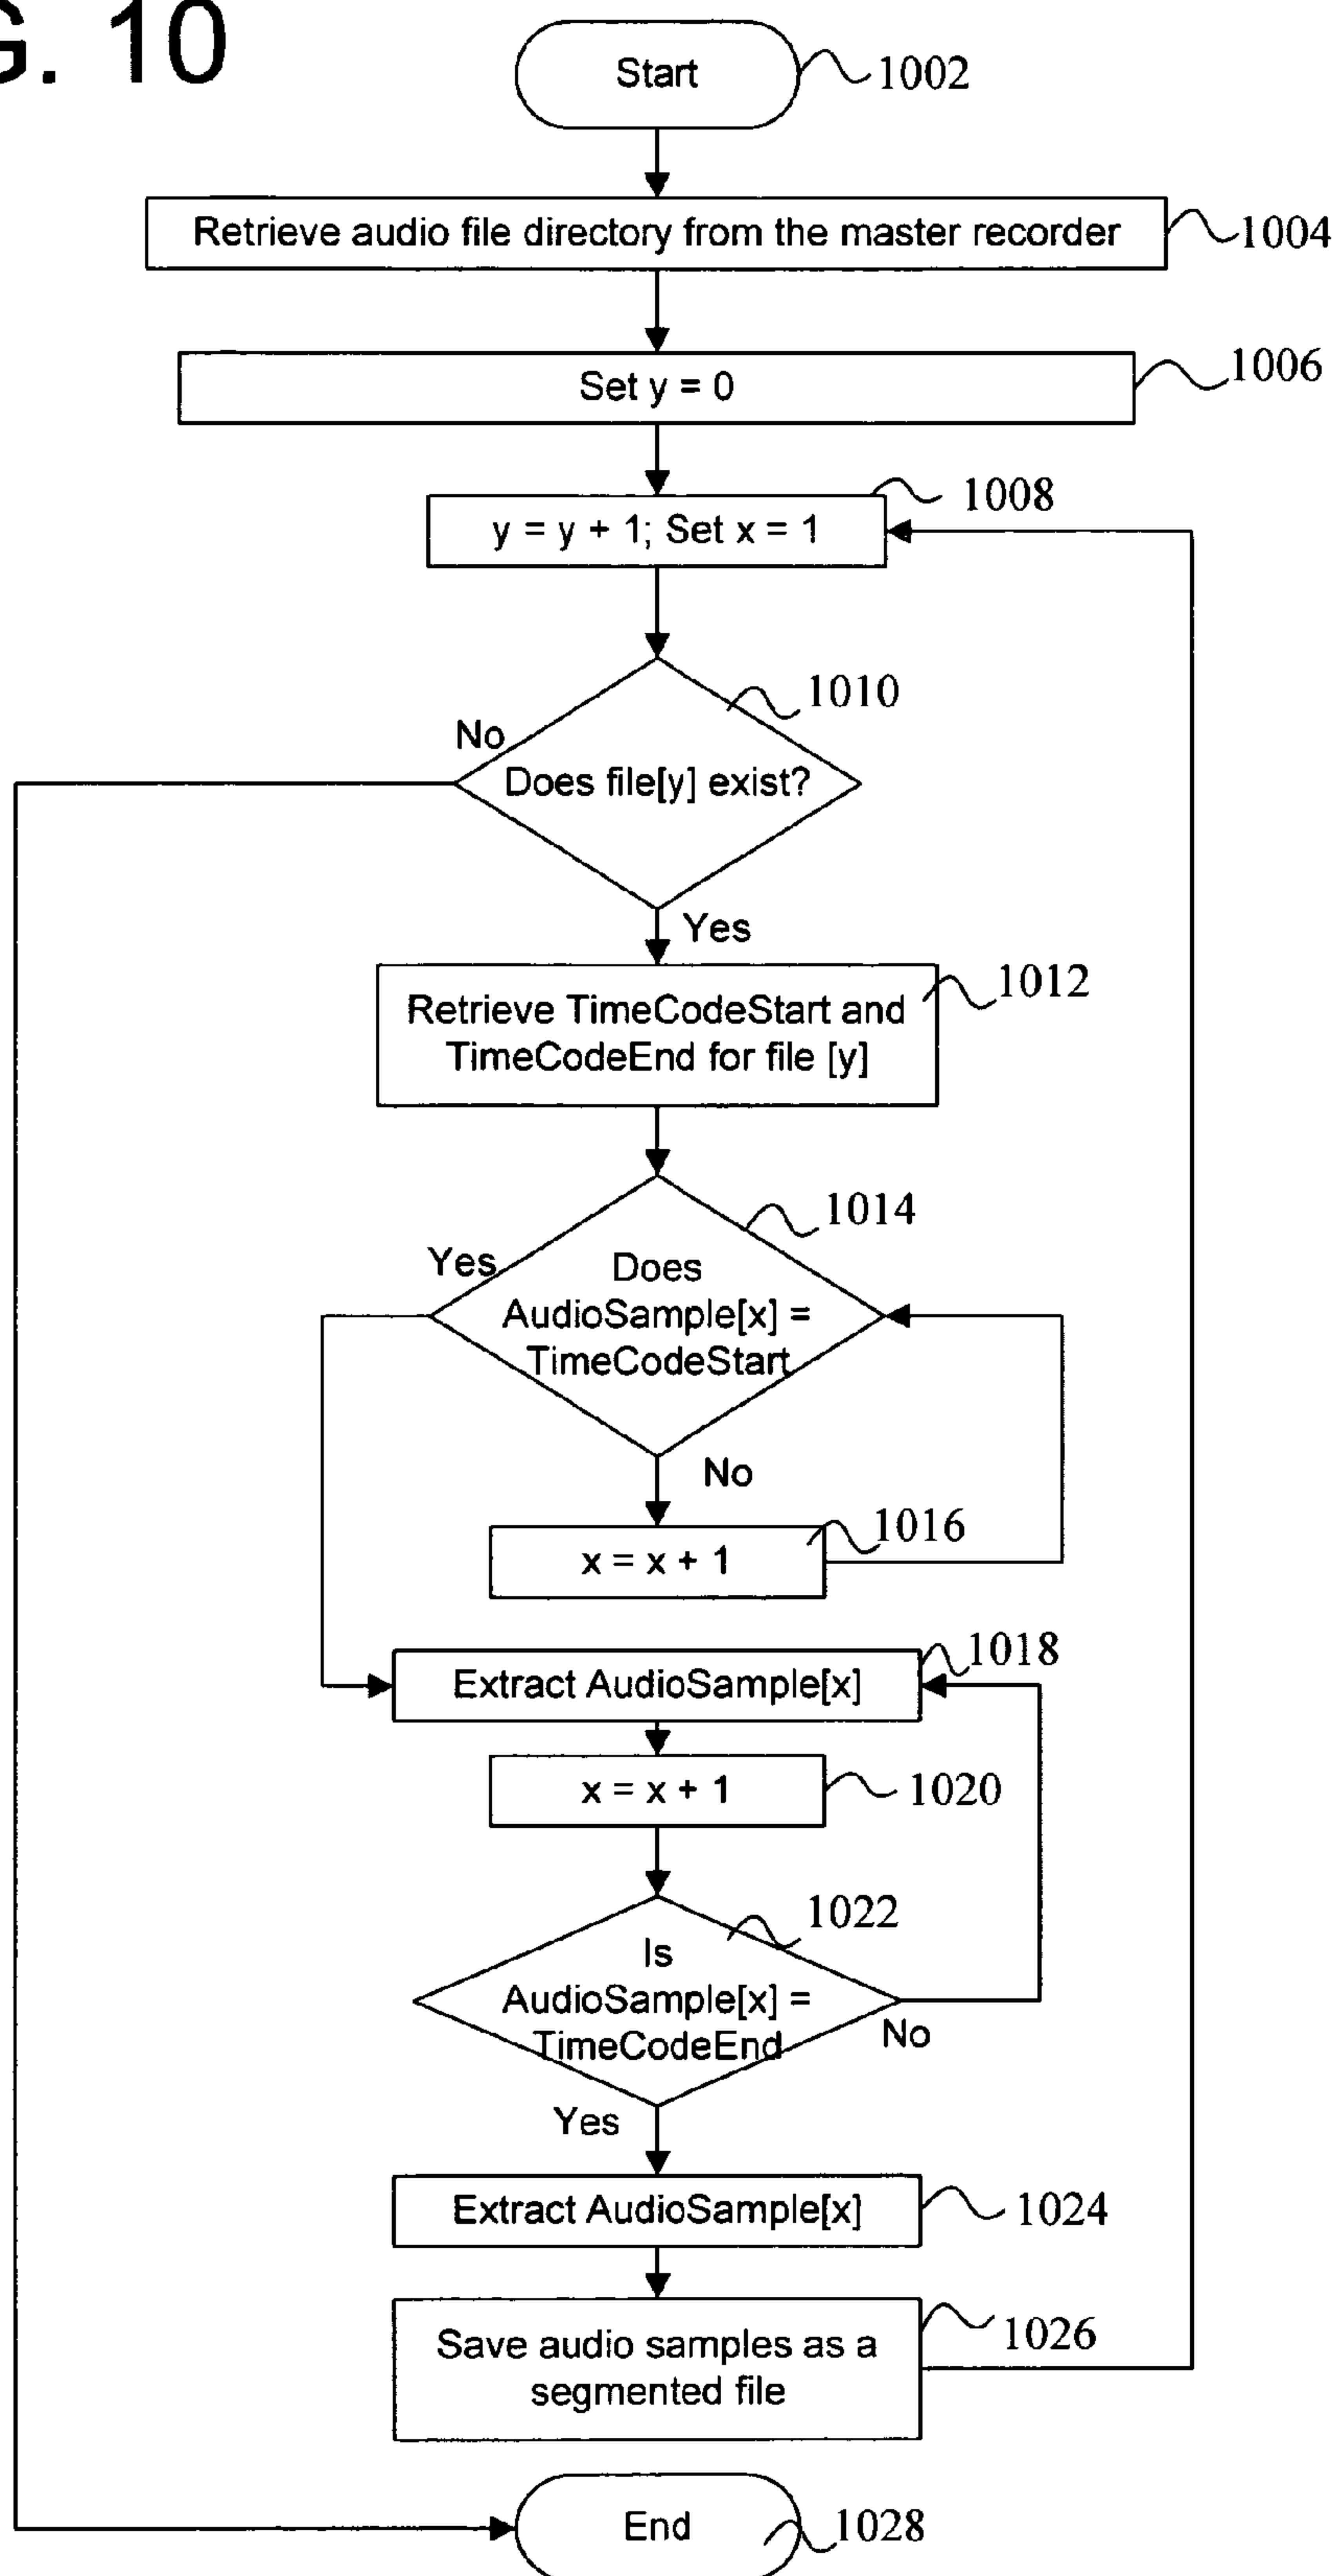 G. 10
Start
1002
Retrieve audio file directory from the master recorder
1004
Set y = 0
1006
y = y + 1; Set x = 1
1008
Does file[y] exist?
1010
No
Yes
Retrieve TimeCodeStart and
TimeCodeEnd for file [y]
1012
Does
AudioSample[x] =
TimeCodeStart
1014
Yes
No
x = x + 1
1016
Extract AudioSample[x]
1018
x = x + 1
1020
Is
AudioSample[x] =
TimeCodeEnd
1022
No
Yes
Extract AudioSample[x]
1024
Save audio samples as a
segmented file
1026
End
1028